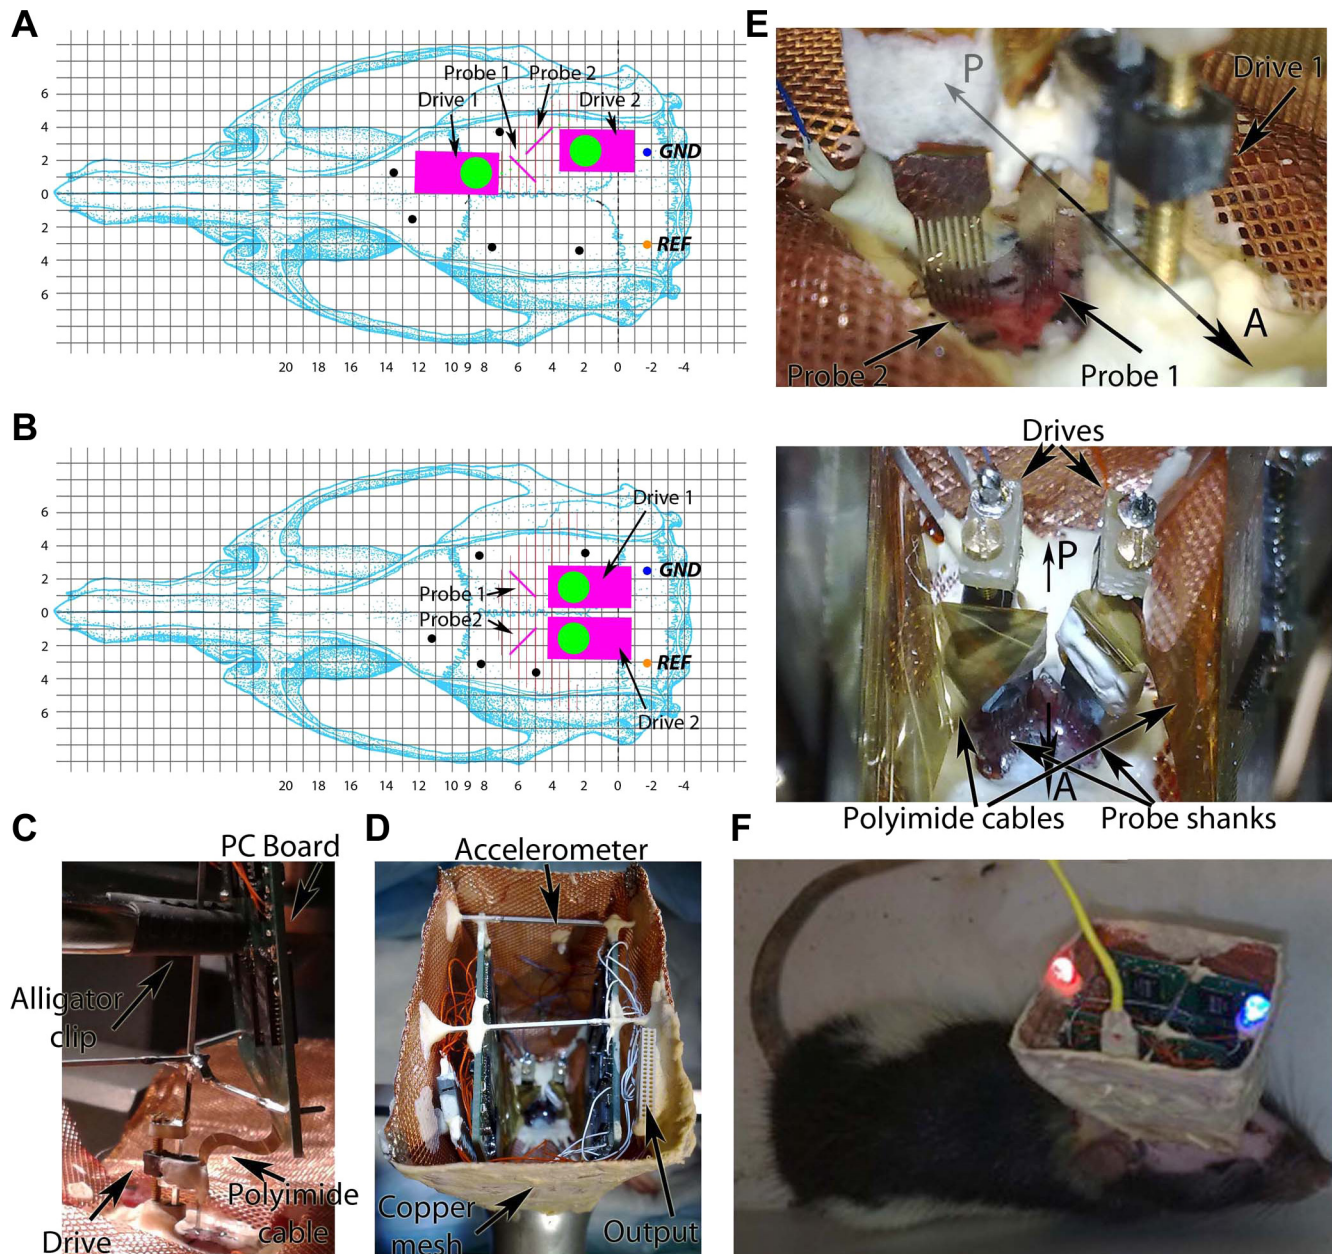 A
Probe 1
Probe 2
Drive 1
Drive 2
GND
REF
6
4
2
0
2
4
6
20
18
16
14
12
10
9
8
6
4
2
0
-2
-4
B
Drive 1
Probe 1
Probe2
GND
REF
Drive 2
6
4
2
0
2
4
6
20
18
16
14
12
10
9
8
6
4
2
0
-2
-4
C
PC Board
Alligator
clip
Drive
Polyimide
cable
D
Accelerometer
Copper
mesh
Output
E
P
Drive 1
A
Probe 2
Probe 1
Drives
P
A
Polyimide cables
Probe shanks
F